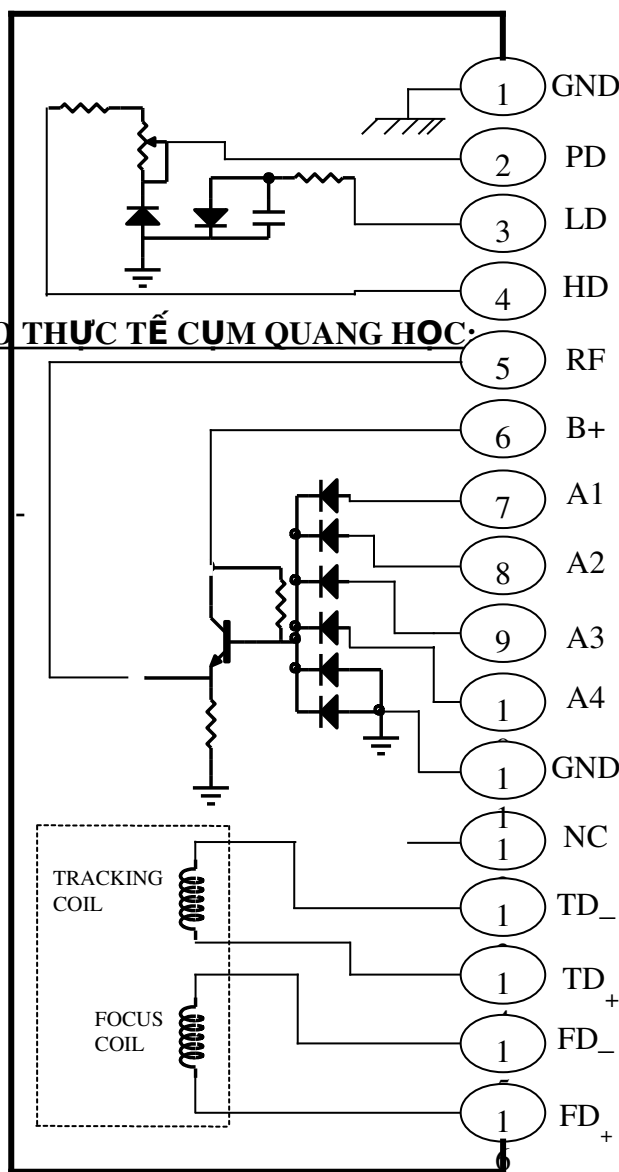 1 GND
2 PD
3 LD
4 HD
Ơ THỰC TẾ CỤM QUANG HỌC:
5 RF
6 B+
-
7 A1
8 A2
9 A3
1 A4
1 GND
1
1 NC
TRACKING
COIL
1 TD_
1 TD+
FOCUS
COIL
1 FD_
1 FD+
6